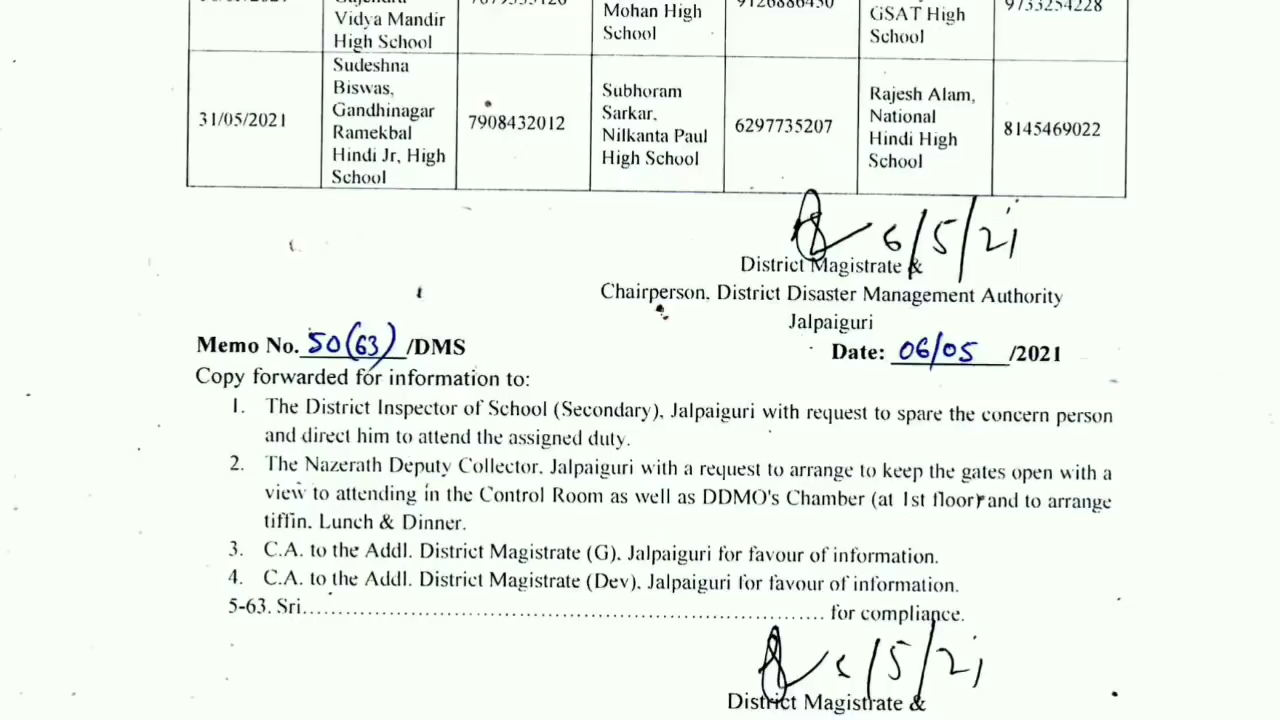 Vidya Mandir
High School
Mohan High
School
GSAT High
School
9733254228
31/05/2021
Sudeshna
Biswas,
Gandhinagar
Ramekbal
Hindi Jr, High
School
7908432012
Subhoram
Sarkar,
Nilkanta Paul
High School
6297735207
Rajesh Alam,
National
Hindi High
School
8145469022
6/5/21
District Magistrate &
Chairperson, District Disaster Management Authority
Jalpaiguri
Memo No. 50(63) /DMS
Date: 06/05 /2021
Copy forwarded for information to:
1. The District Inspector of School (Secondary), Jalpaiguri with request to spare the concern person
and direct him to attend the assigned duty.
2. The Nazerath Deputy Collector, Jalpaiguri with a request to arrange to keep the gates open with a
view to attending in the Control Room as well as DDMO's Chamber (at 1st floor) and to arrange
tiffin, Lunch & Dinner.
3. C.A. to the Addl. District Magistrate (G), Jalpaiguri for favour of information.
4. C.A. to the Addl. District Magistrate (Dev), Jalpaiguri for favour of information.
5-63. Sri.......................................................................................... for compliance.
6/5/21
District Magistrate &